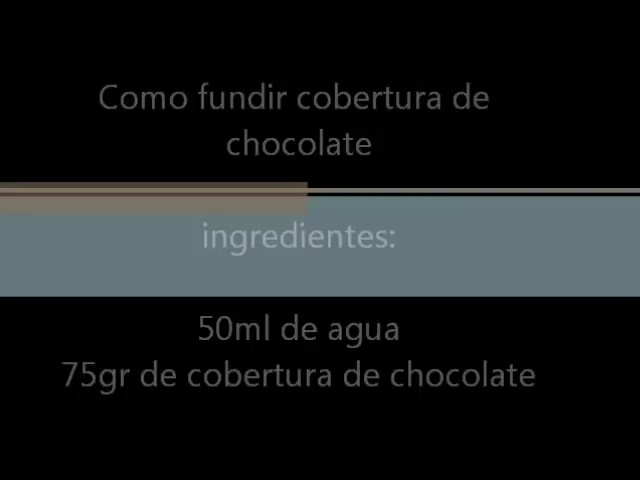 Como fundir cobertura de
chocolate
ingredientes:
50ml de agua
75gr de cobertura de chocolate